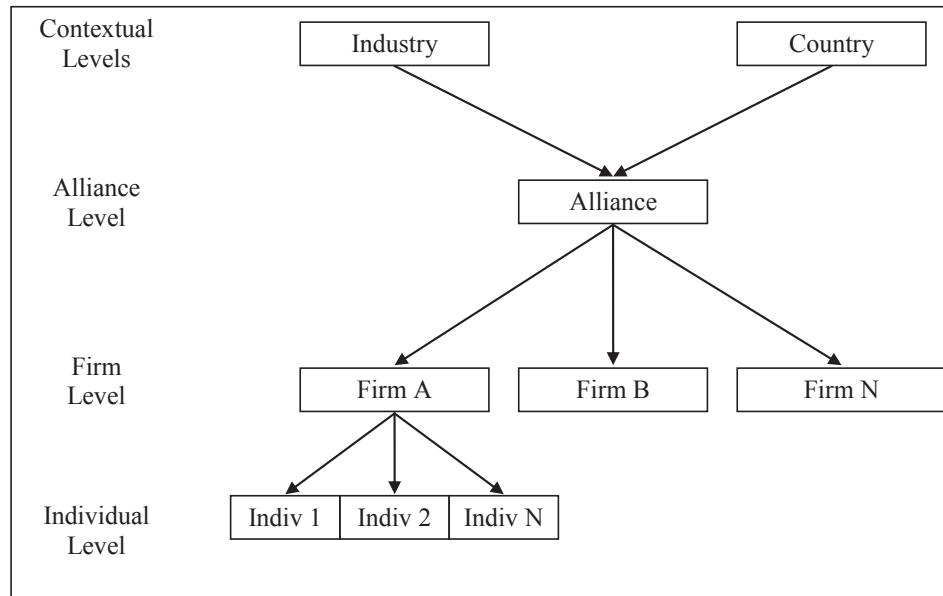 Contextual
Levels
Industry
Country
Alliance
Level
Alliance
Firm
Level
Firm A
Firm B
Firm N
Individual
Level
Indiv 1
Indiv 2
Indiv N